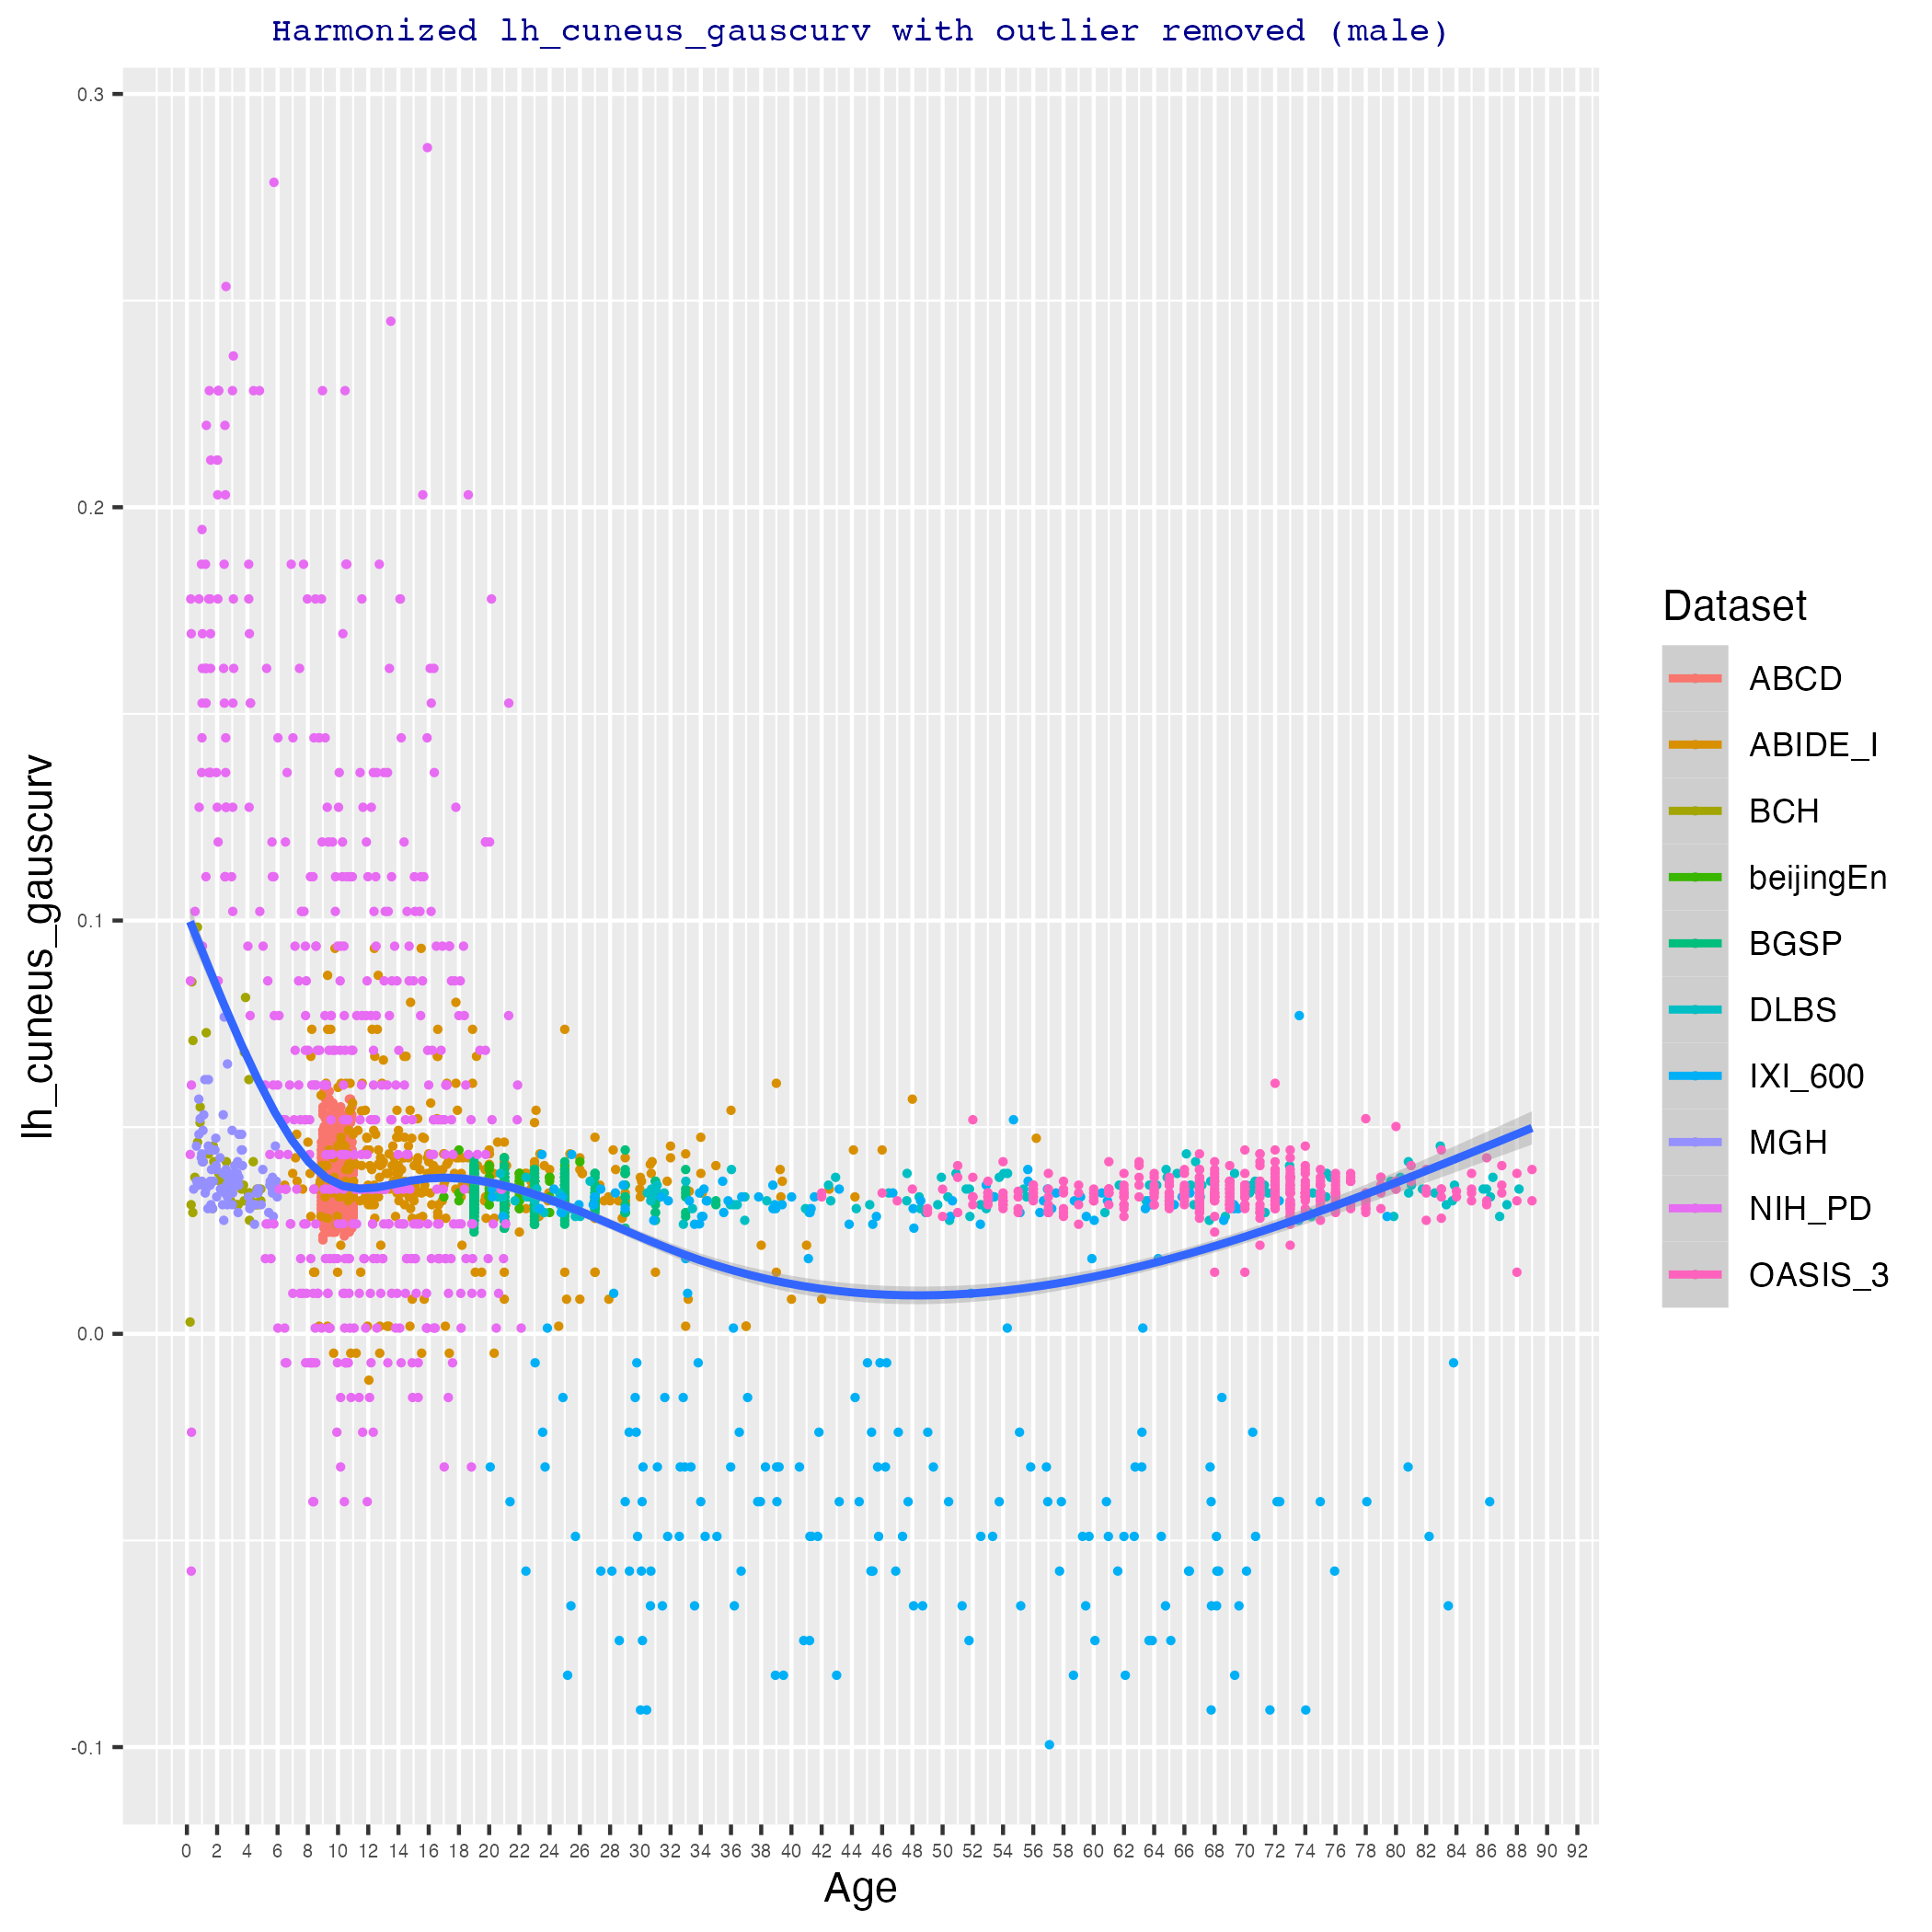 Harmonized lh_cuneus_gauscurv with outlier removed (male)
0.3
0.2
0.1
0.0
-0.1
lh_cuneus_gauscurv
0 2 4 6 8 10 12 14 16 18 20 22 24 26 28 30 32 34 36 38 40 42 44 46 48 50 52 54 56 58 60 62 64 66 68 70 72 74 76 78 80 82 84 86 88 90 92
Age
Dataset
ABCD
ABIDE_I
BCH
beijingEn
BGSP
DLBS
IXI_600
MGH
NIH_PD
OASIS_3